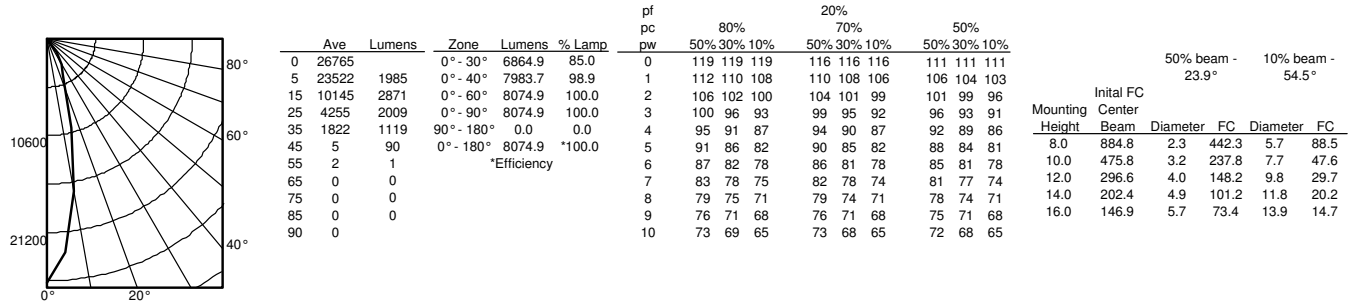 80°
60°
40°
20°
0°
10600
21200
Ave Lumens
0 26765
5 23522 1985
15 10145 2871
25 4255 2009
35 1822 1119
45 5 90
55 2 1
65 0 0
75 0 0
85 0 0
90 0
Zone Lumens % Lamp
0°- 30° 6864.9 85.0
0°- 40° 7983.7 98.9
0°- 60° 8074.9 100.0
0°- 90° 8074.9 100.0
90°- 180° 0.0 0.0
0°- 180° 8074.9 *100.0
*Efficiency
pf 20%
pc 80% 70% 50%
pw 50% 30% 10% 50% 30% 10% 50% 30% 10%
0 119 119 119 116 116 116 111 111 111
1 112 110 108 110 108 106 106 104 103
2 106 102 100 104 101 99 101 99 96
3 100 96 93 99 95 92 96 93 91
4 95 91 87 94 90 87 92 89 86
5 91 86 82 90 85 82 88 84 81
6 87 82 78 86 81 78 85 81 78
7 83 78 75 82 78 74 81 77 74
8 79 75 71 79 74 71 78 74 71
9 76 71 68 76 71 68 75 71 68
10 73 69 65 73 68 65 72 68 65
50% beam - 10% beam -
23.9° 54.5°
Inital FC
Mounting Center
Height Beam Diameter FC Diameter FC
8.0 884.8 2.3 442.3 5.7 88.5
10.0 475.8 3.2 237.8 7.7 47.6
12.0 296.6 4.0 148.2 9.8 29.7
14.0 202.4 4.9 101.2 11.8 20.2
16.0 146.9 5.7 73.4 13.9 14.7